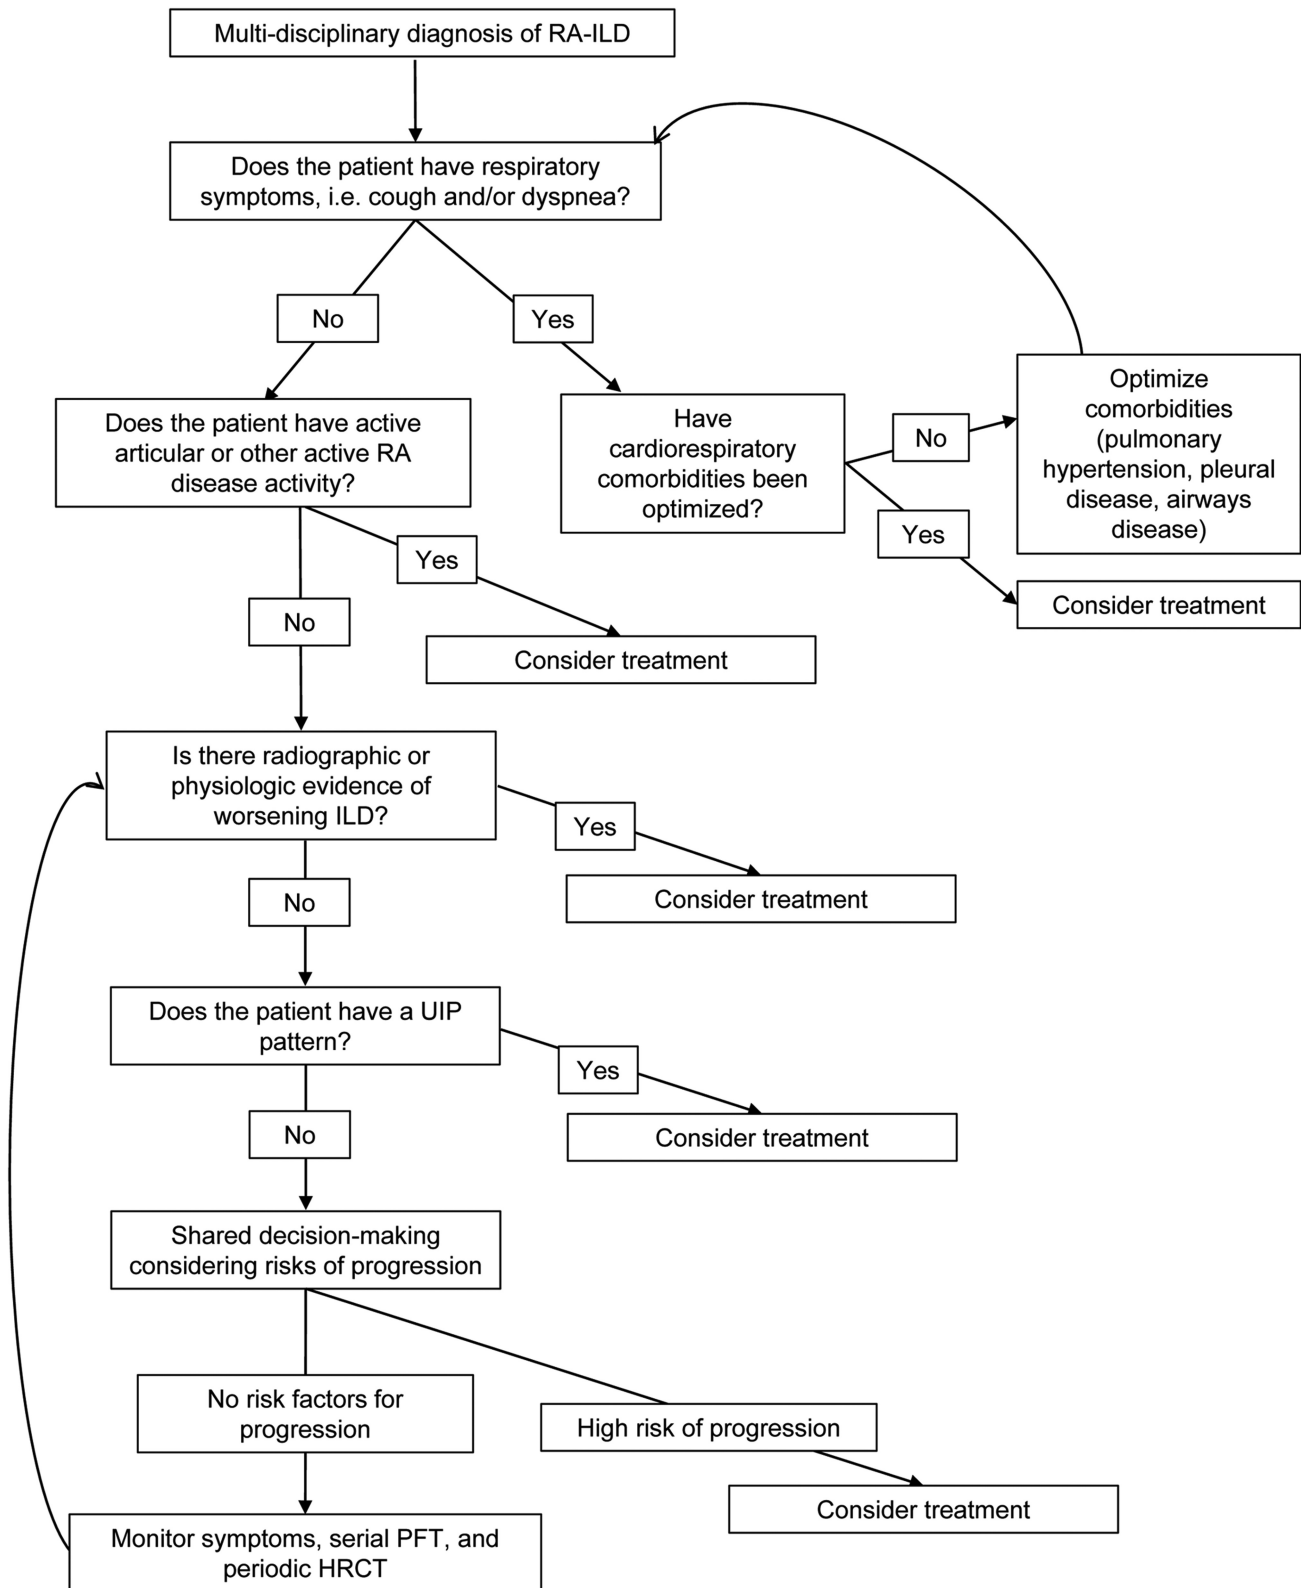 Multi-disciplinary diagnosis of RA-ILD
Does the patient have respiratory
symptoms, i.e. cough and/or dyspnea?
No
Yes
Does the patient have active
articular or other active RA
disease activity?
Have
cardiorespiratory
comorbidities been
optimized?
No
Yes
Optimize
comorbidities
(pulmonary
hypertension, pleural
disease, airways
disease)
Consider treatment
Yes
No
Consider treatment
Is there radiographic or
physiologic evidence of
worsening ILD?
Yes
Consider treatment
No
Does the patient have a UIP
pattern?
Yes
Consider treatment
No
Shared decision-making
considering risks of progression
No risk factors for
progression
High risk of progression
Consider treatment
Monitor symptoms, serial PFT, and
periodic HRCT